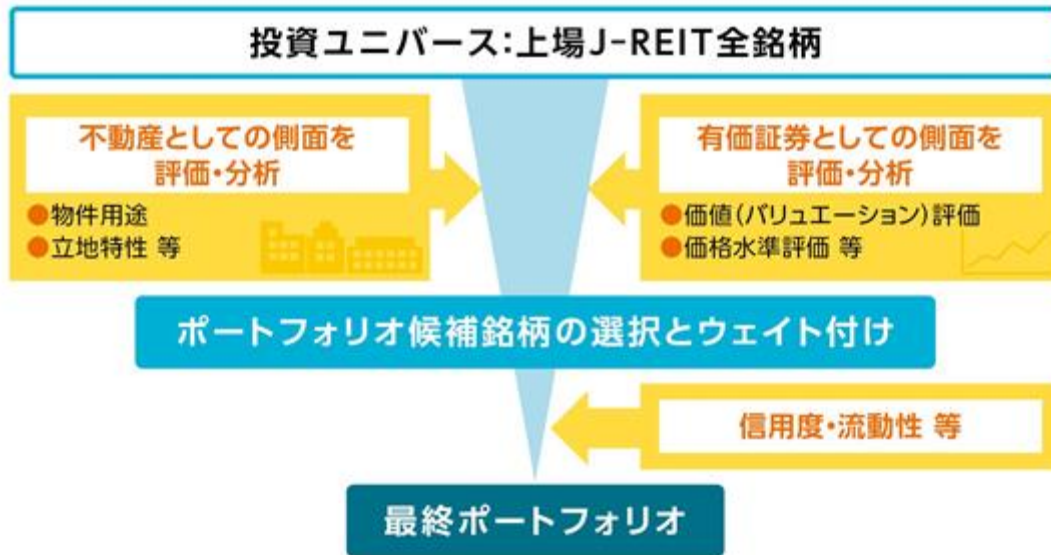 投資ユニバース:上場J-REIT全銘柄
不動産としての側面を
評価・分析
●物件用途
●立地特性 等
有価証券としての側面を
評価・分析
●価値(バリュエーション)評価
●価格水準評価 等
ポートフォリオ候補銘柄の選択とウェイト付け
信用度・流動性 等
最終ポートフォリオ